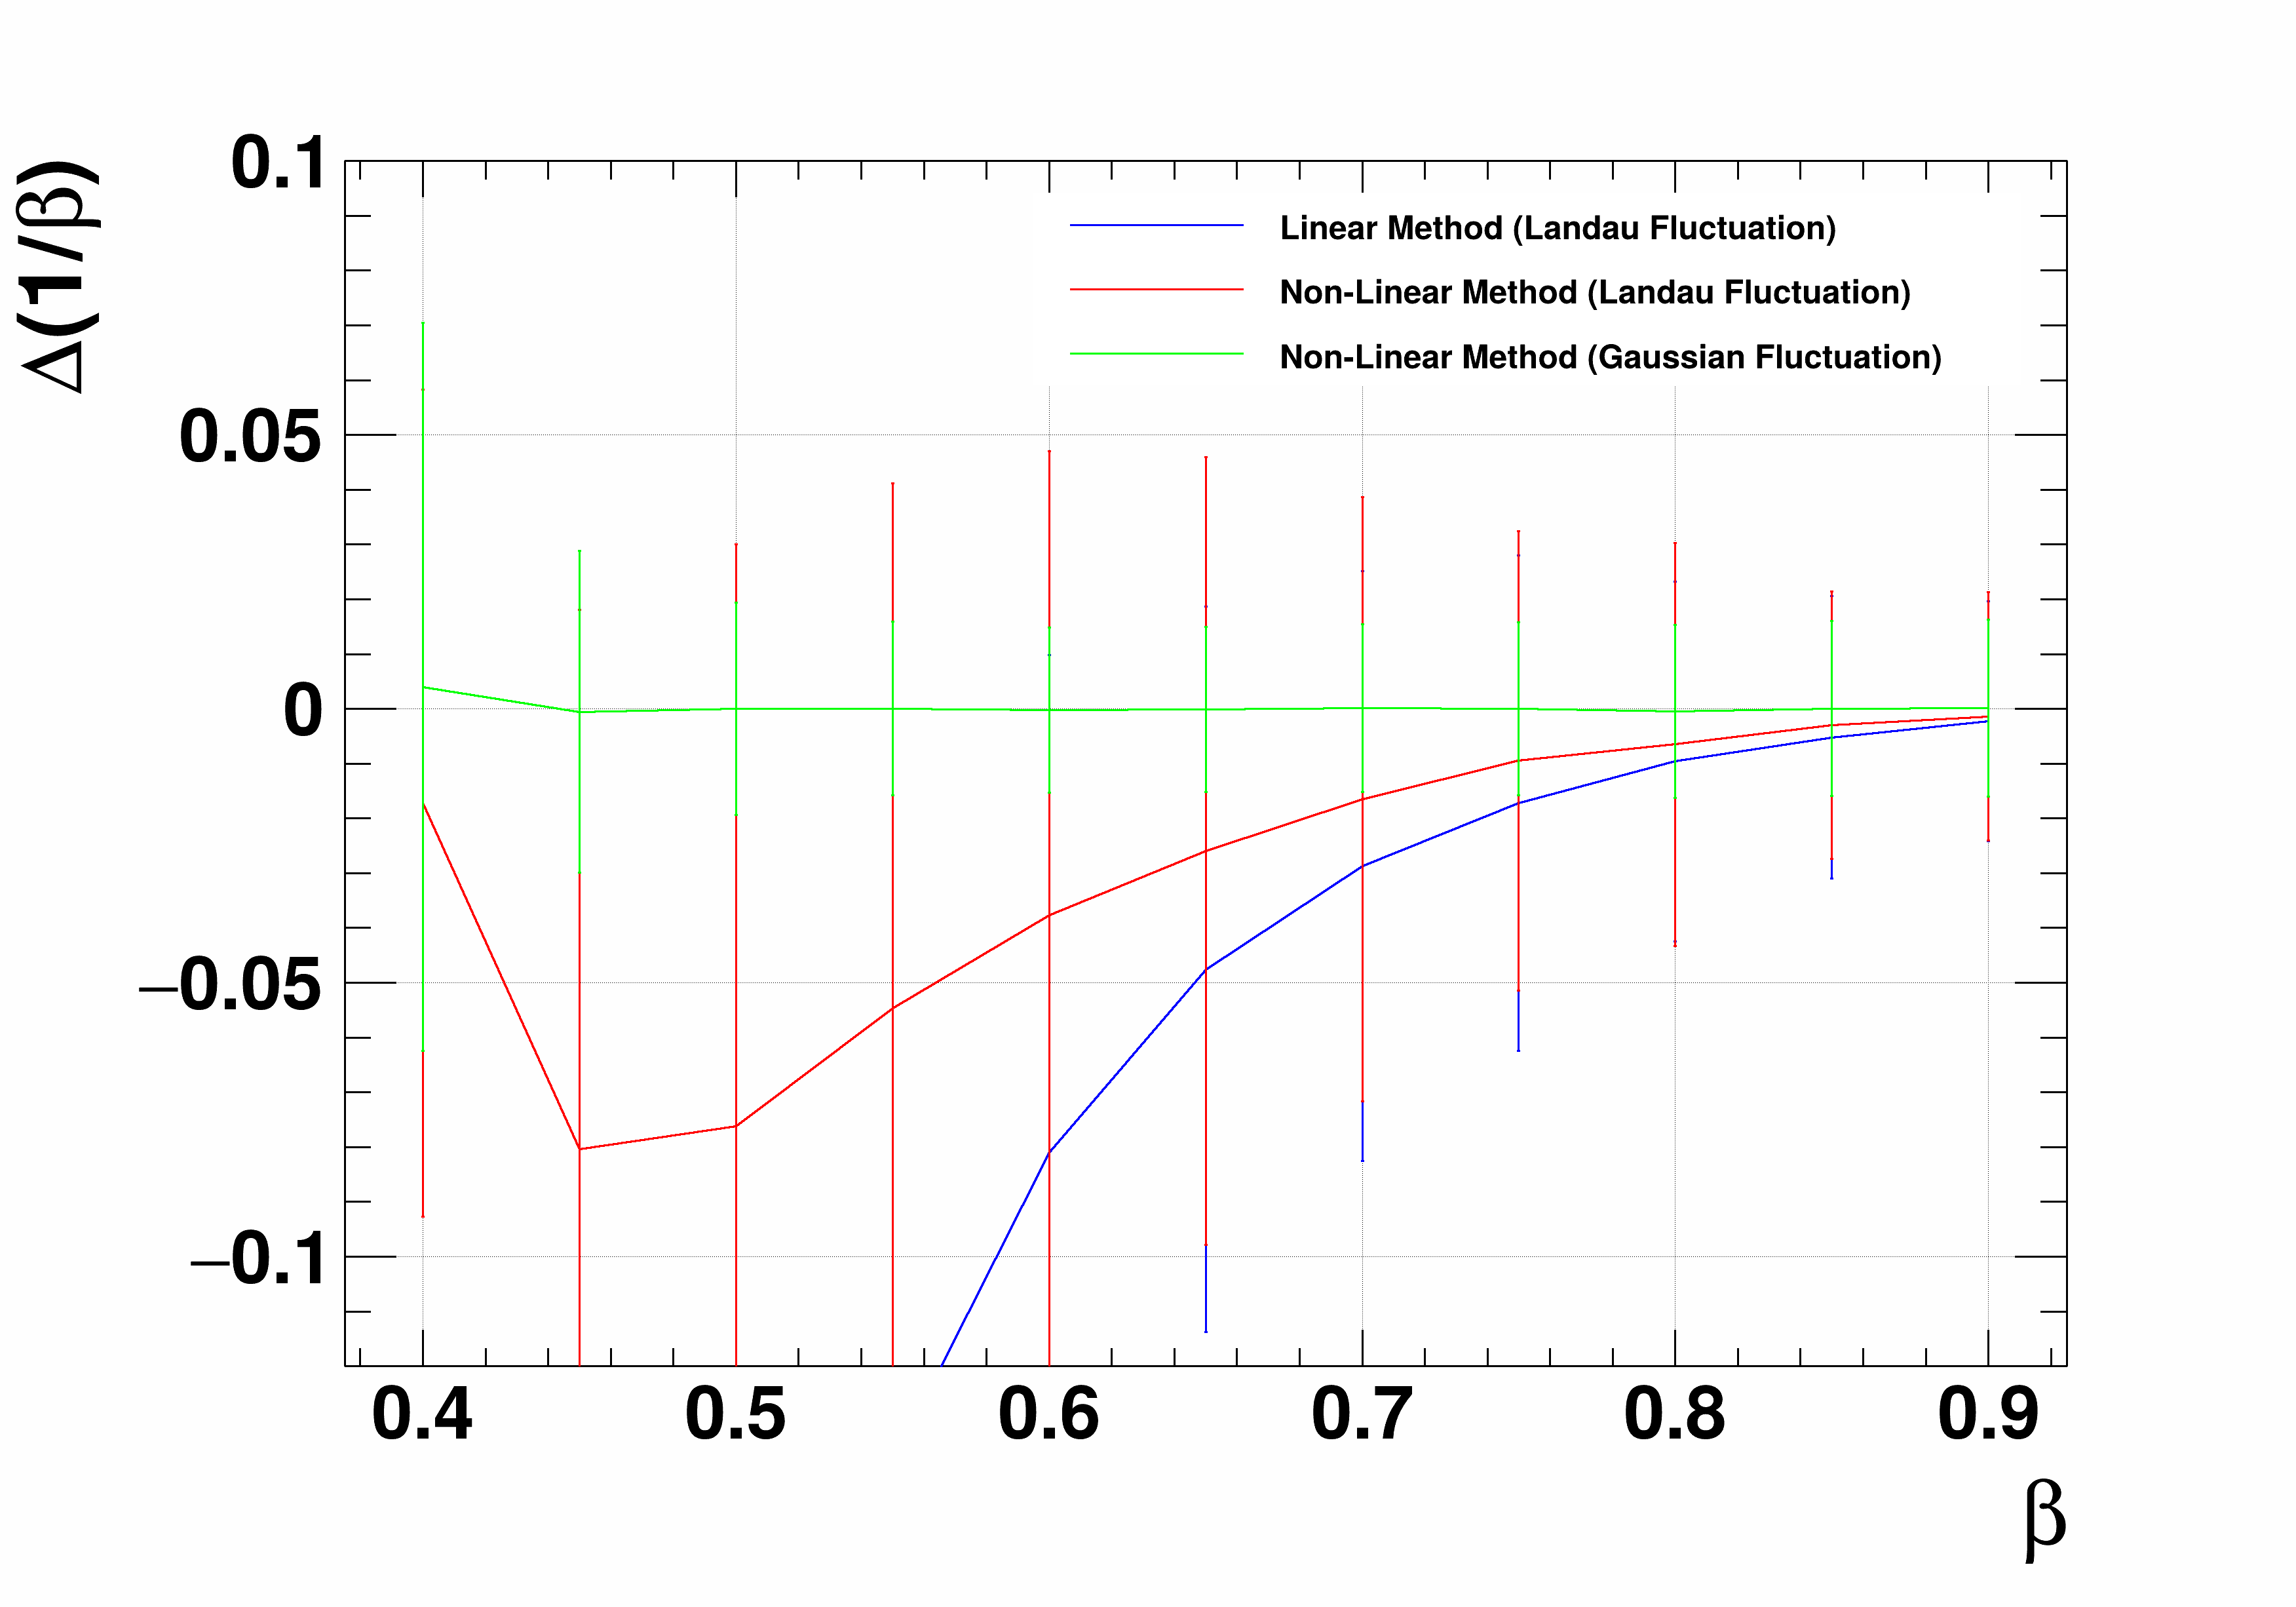 Δ(1/β)
0.1
0.05
0
−0.05
−0.1
Linear Method (Landau Fluctuation)
Non-Linear Method (Landau Fluctuation)
Non-Linear Method (Gaussian Fluctuation)
0.4 0.5 0.6 0.7 0.8 0.9
β